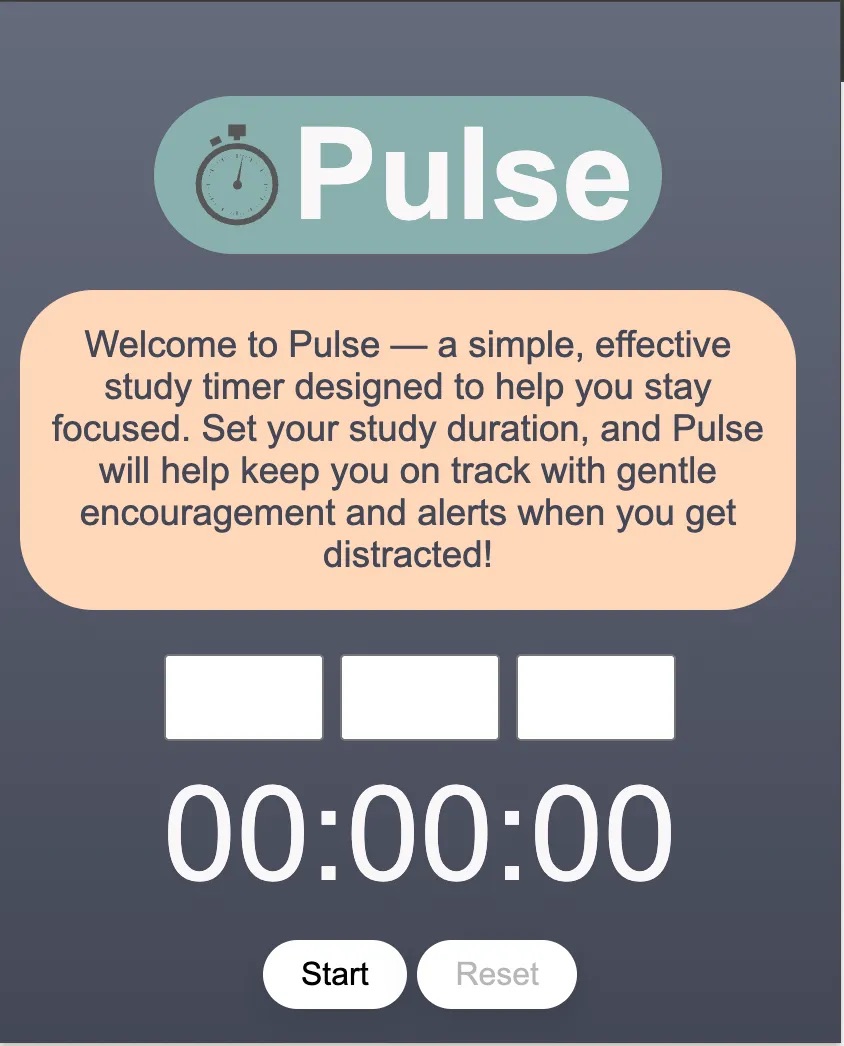 Pulse
Welcome to Pulse — a simple, effective
study timer designed to help you stay
focused. Set your study duration, and Pulse
will help keep you on track with gentle
encouragement and alerts when you get
distracted!
00:00:00
Start Reset